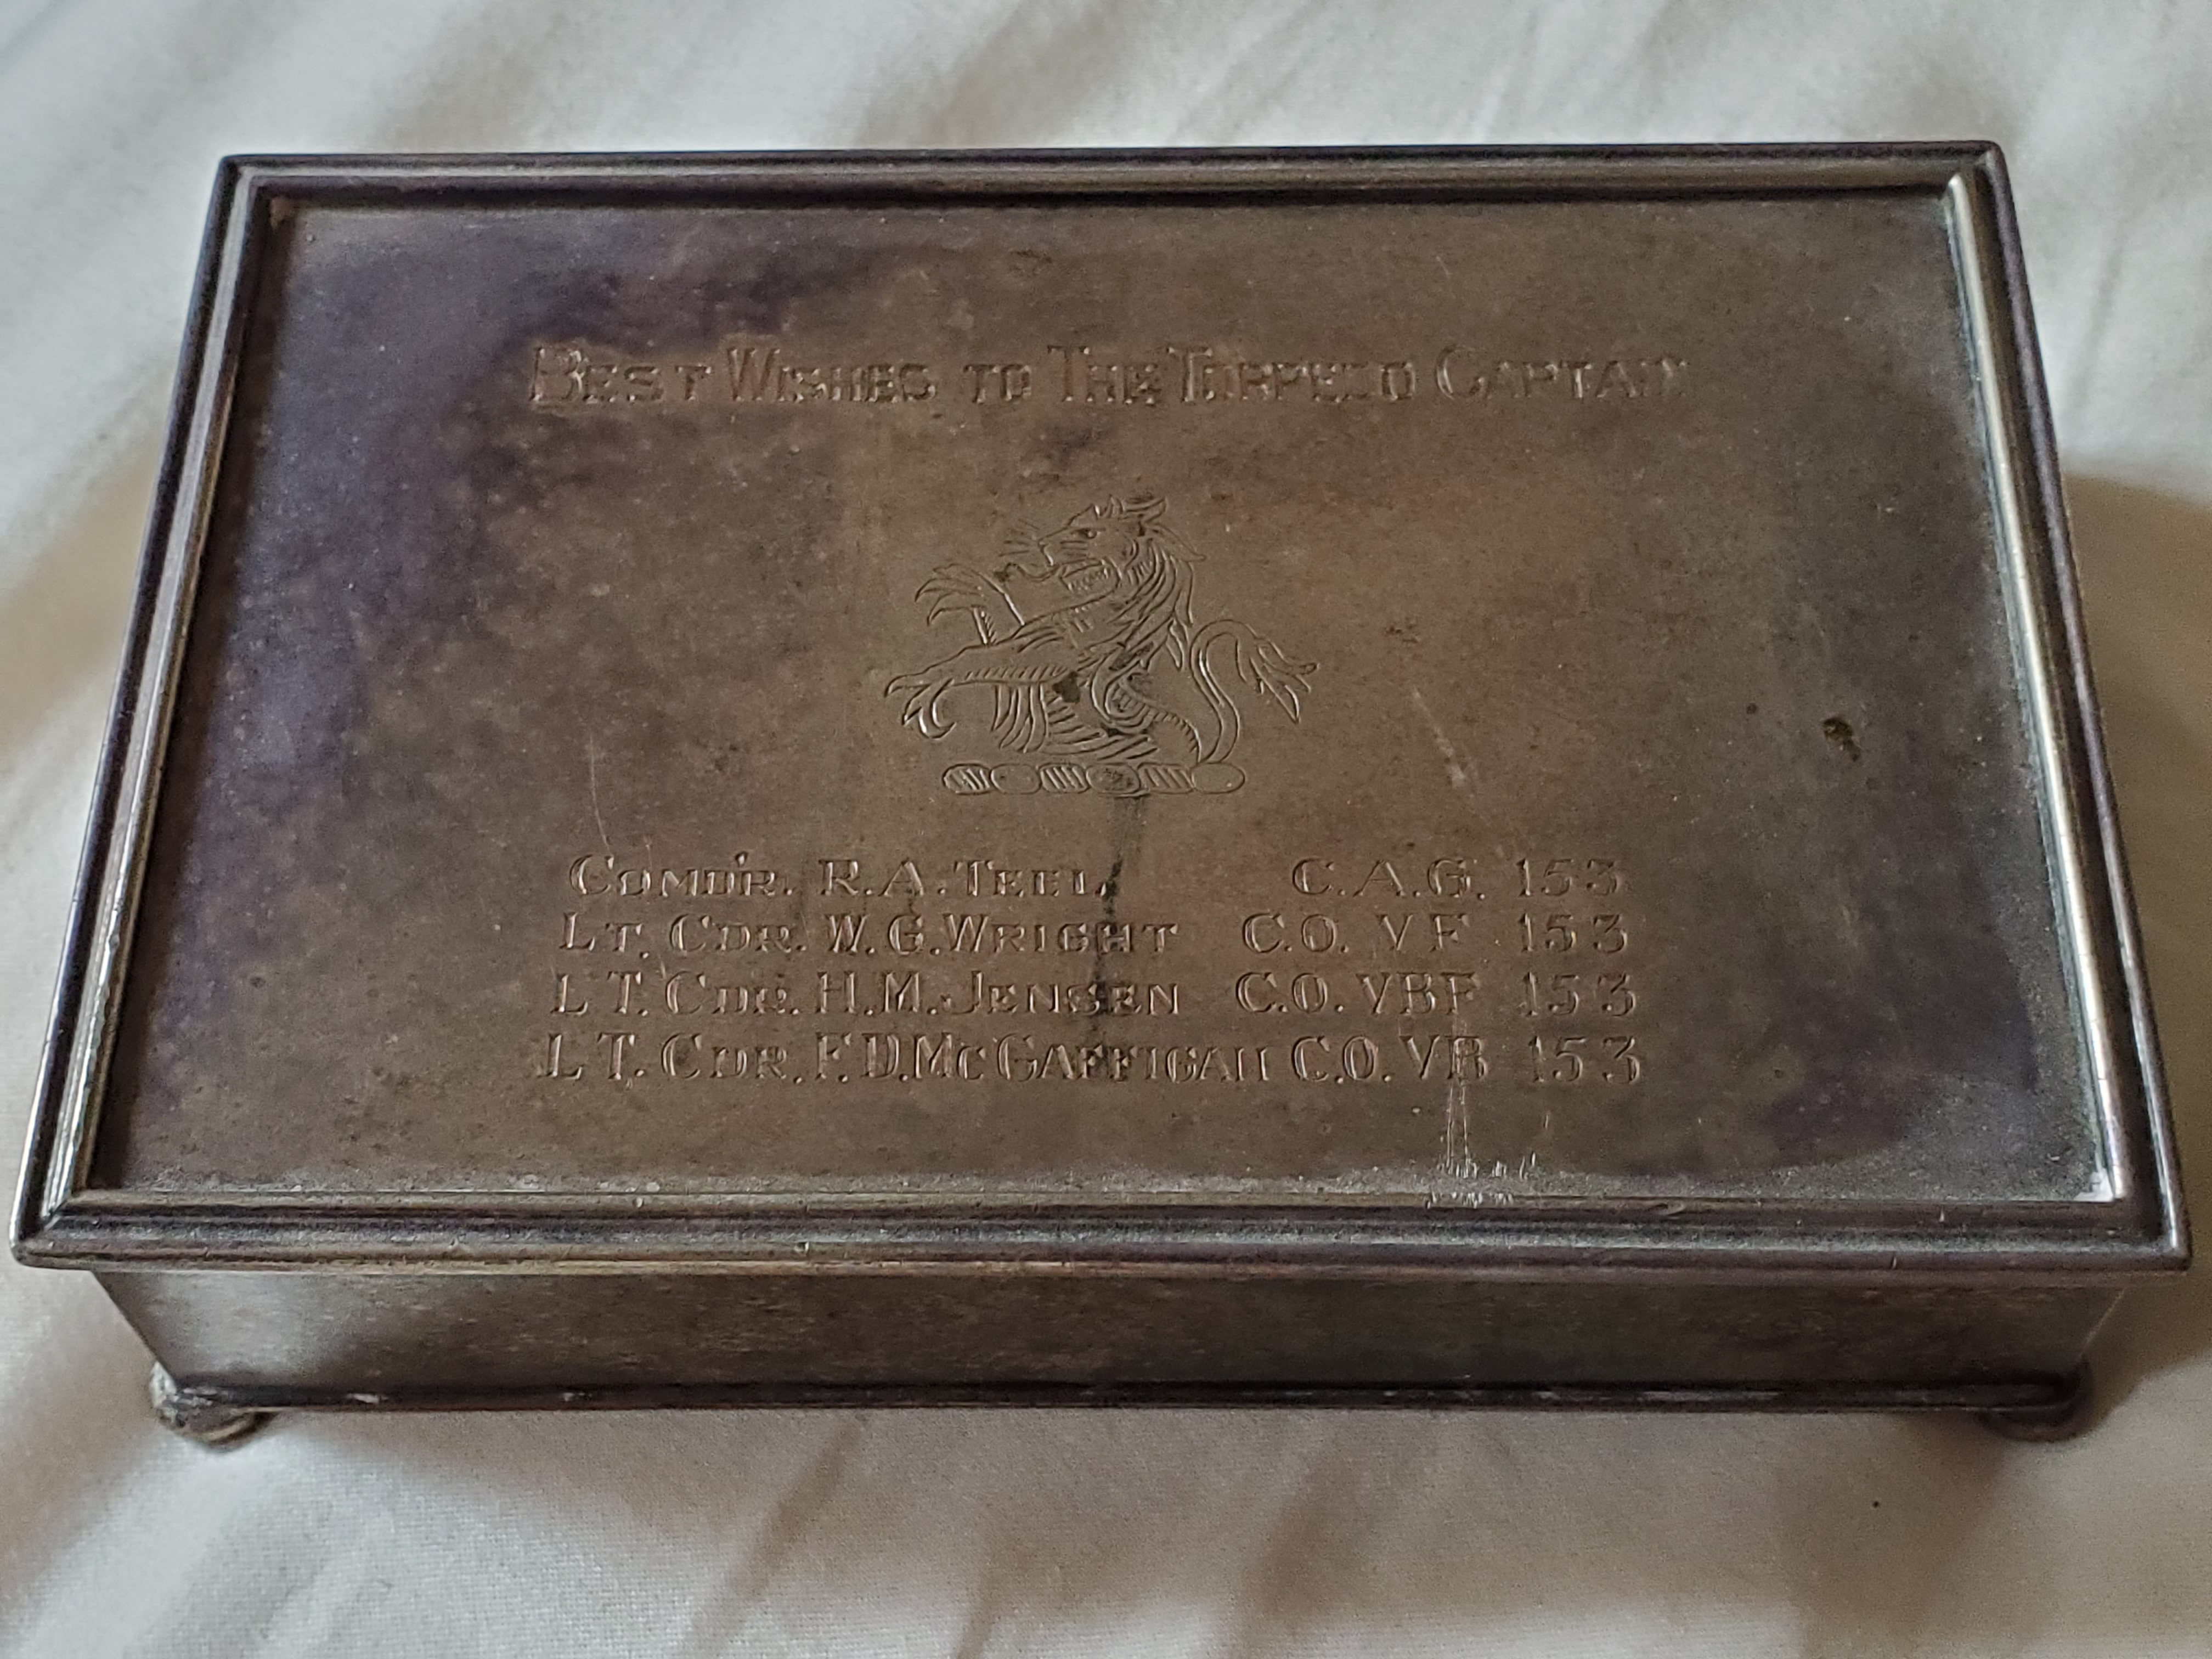 Best Wishes to The Torpedo Captain
Comd'r. R.A. Teel C.A.G. 153
Lt. Cdr. W.G. Wright C.O. VF 153
Lt. Cdr. H.M. Jensen C.O. VBF 153
Lt. Cdr. F.D. McGaffigan C.O. VB 153